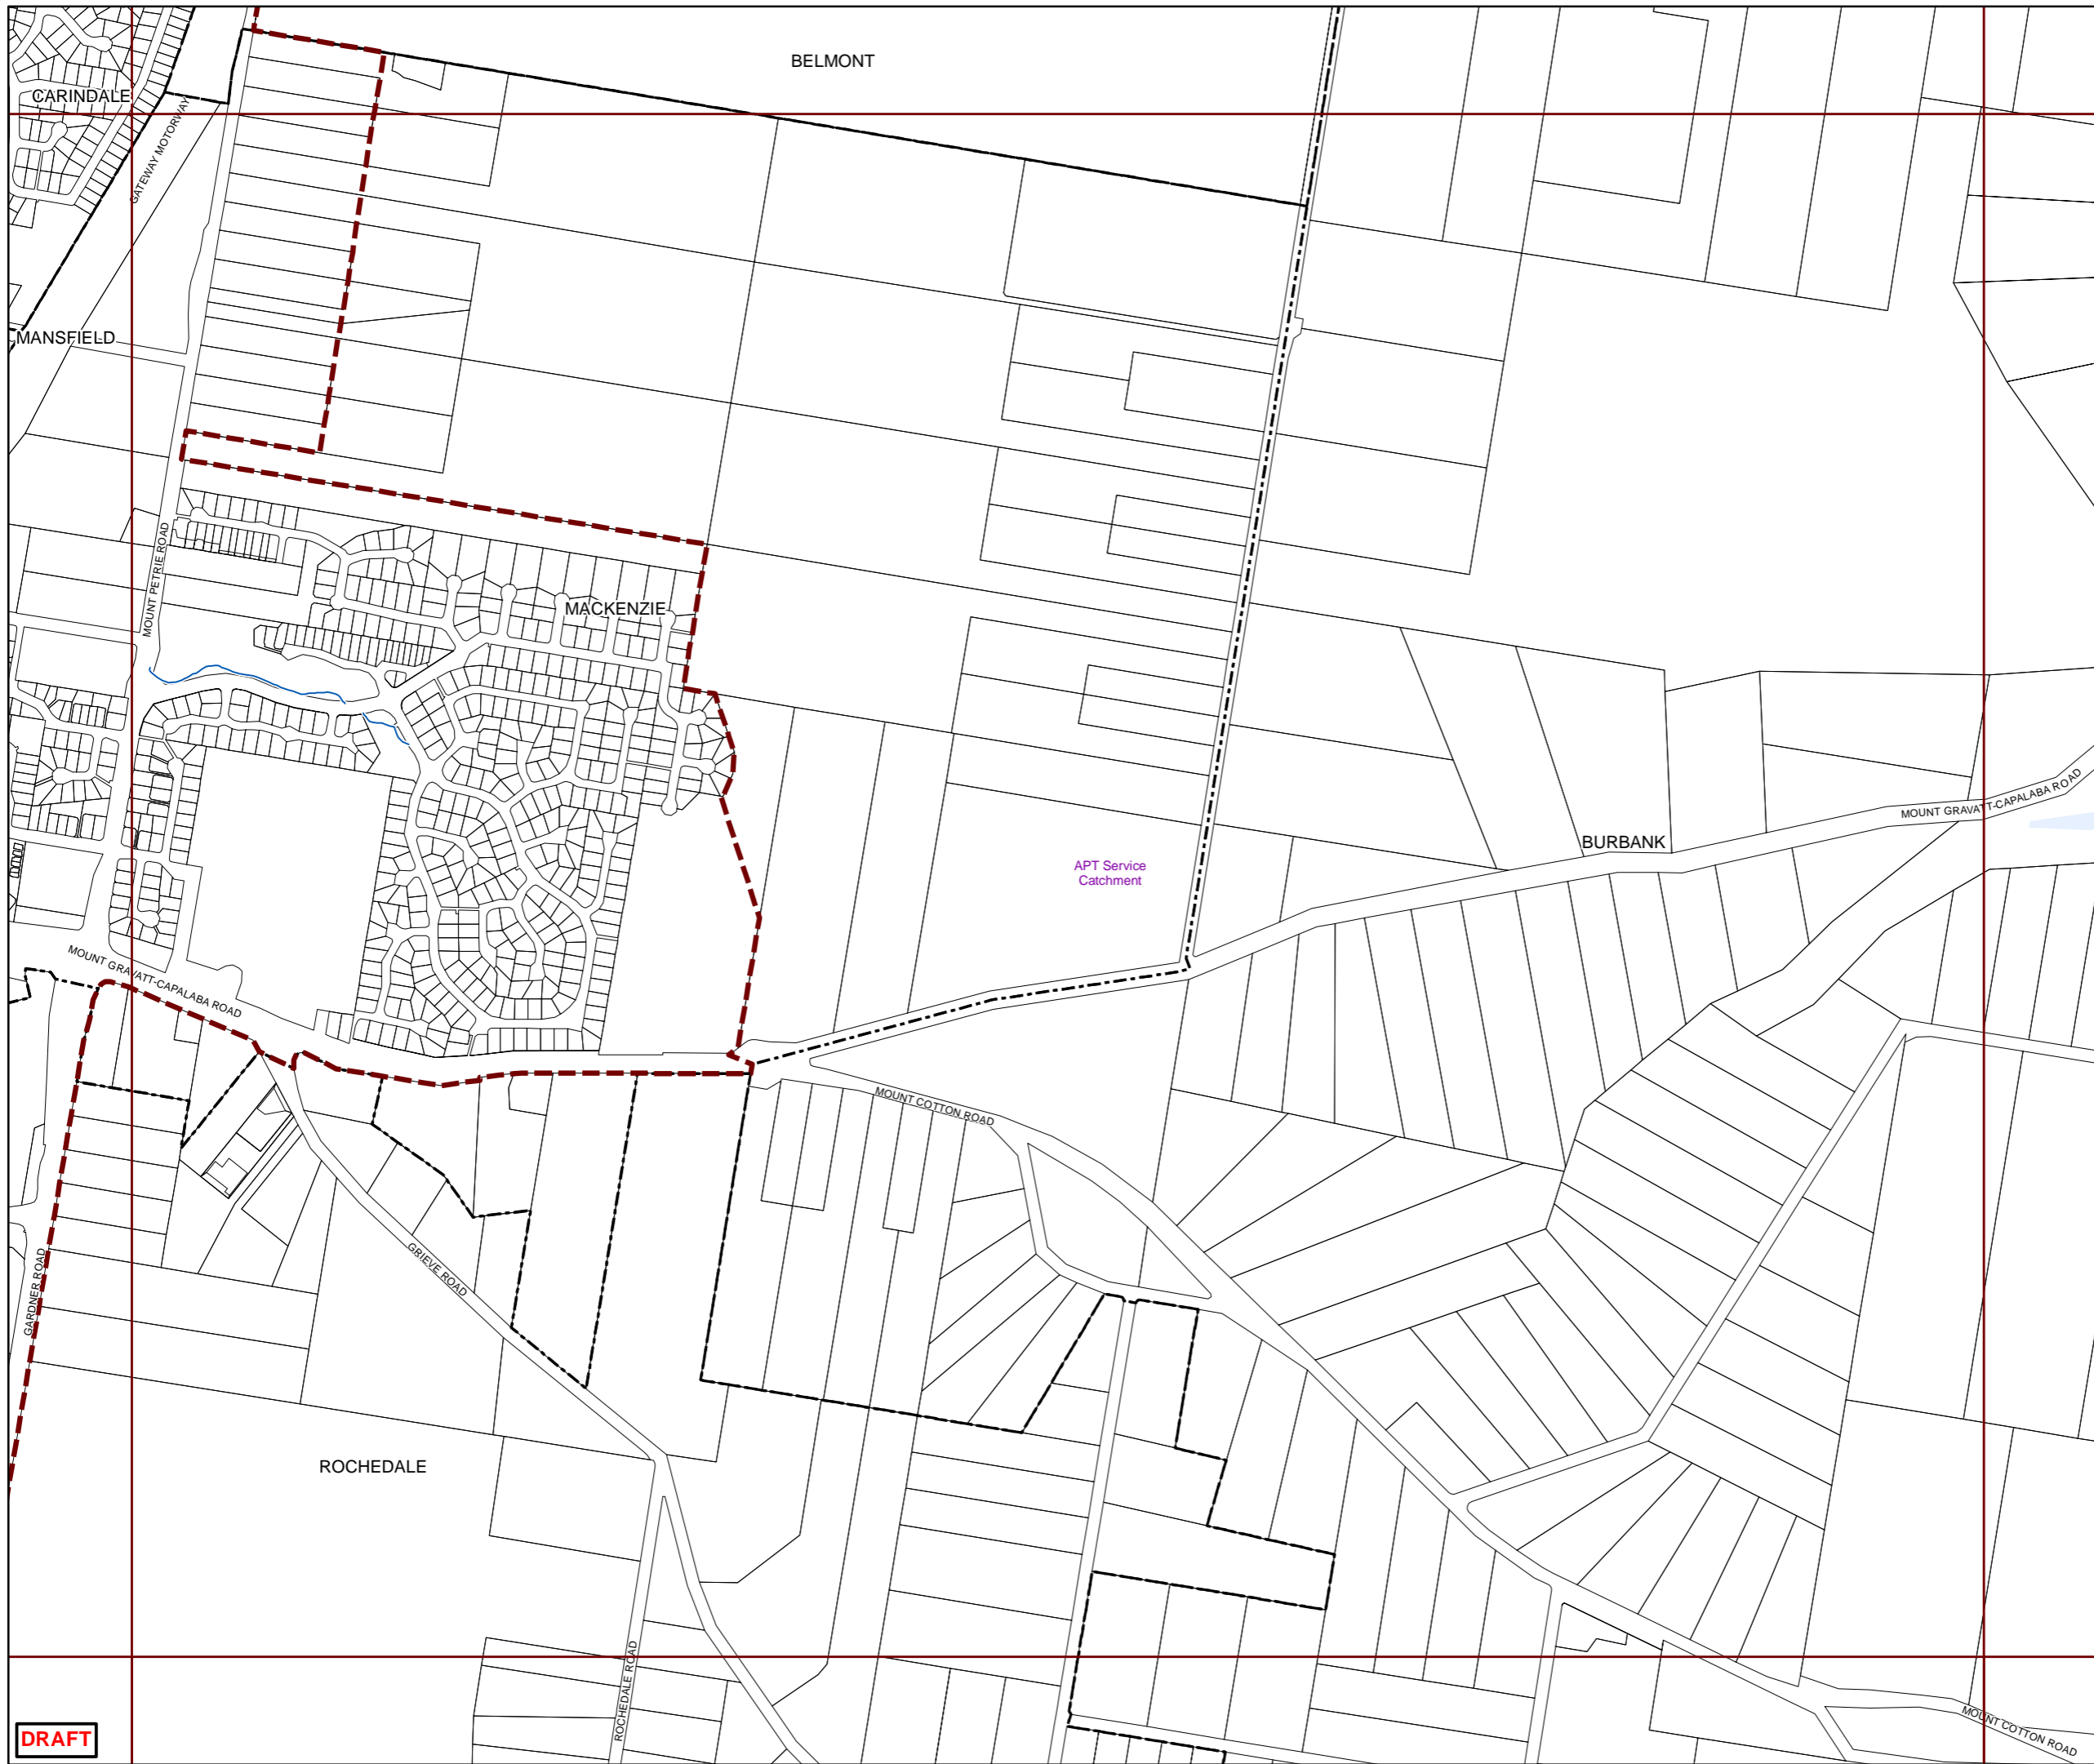 BELMONT
CARINDALE
GATEWAY MOTORWAY
MANSFIELD
MOUNT PETRIE ROAD
MACKENZIE
MOUNT GRAVATT-CAPALABA ROAD
BURBANK
APT Service
Catchment
MOUNT GRAVATT-CAPALABA ROAD
MOUNT COTTON ROAD
GRIEVE ROAD
GARDNER ROAD
ROCHEDALE
ROCHEDALE ROAD
MOUNT COTTON ROAD
DRAFT